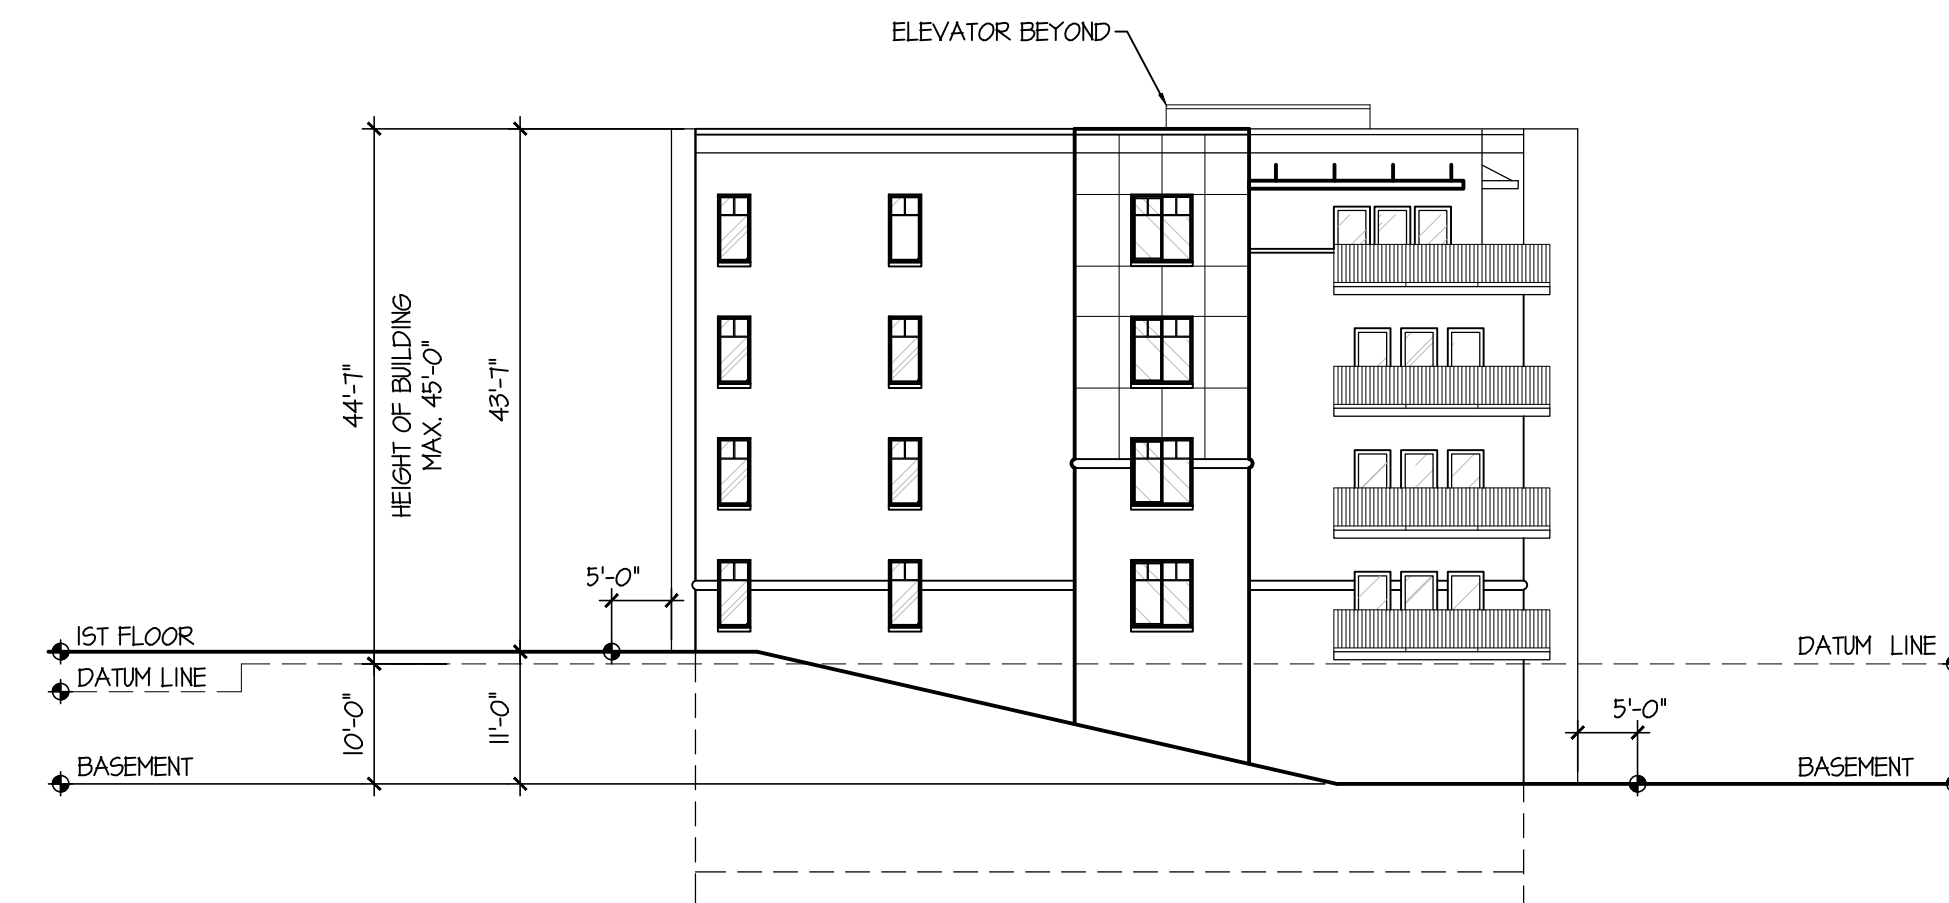 ELEVATOR BEYOND
44'-7"
HEIGHT OF BUILDING
MAX. 45'-0"
43'-7"
5'-0"
1ST FLOOR
DATUM LINE
DATUM LINE
10'-0"
11'-0"
5'-0"
BASEMENT
BASEMENT